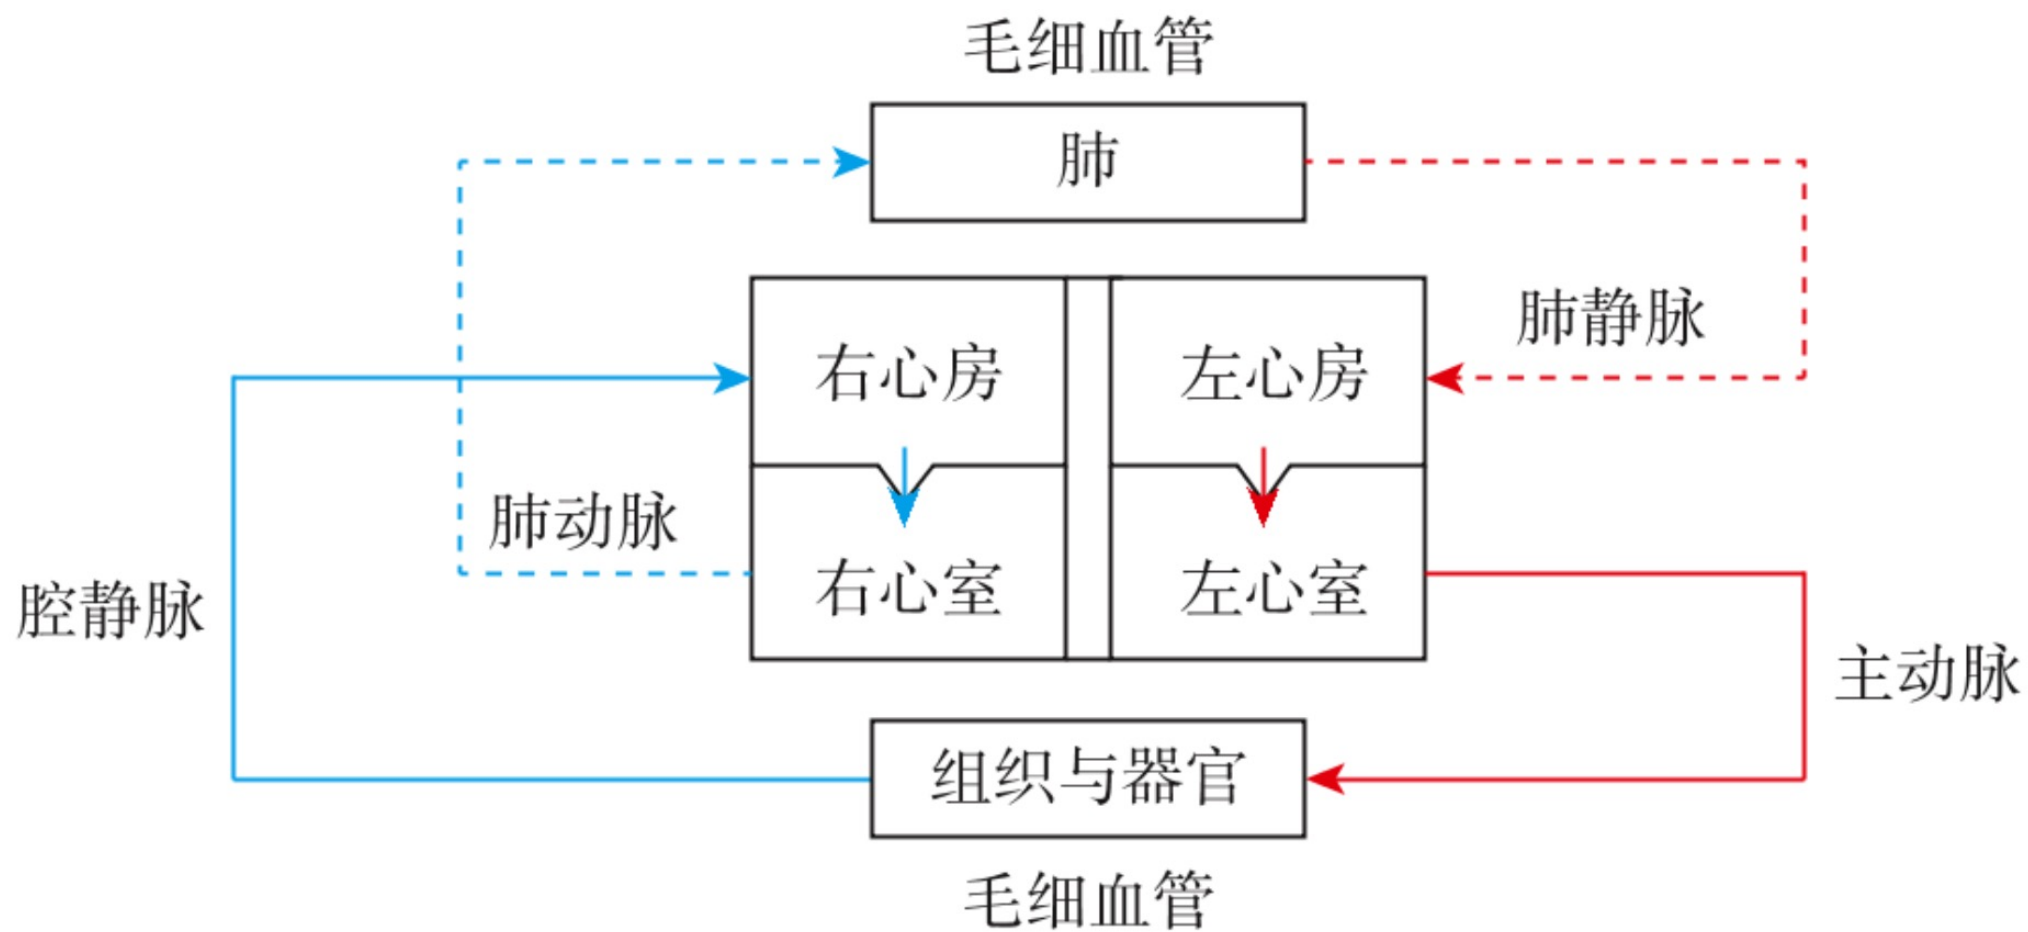 毛细血管
肺
肺静脉
右心房
左心房
肺动脉
右心室
左心室
腔静脉
主动脉
组织与器官
毛细血管